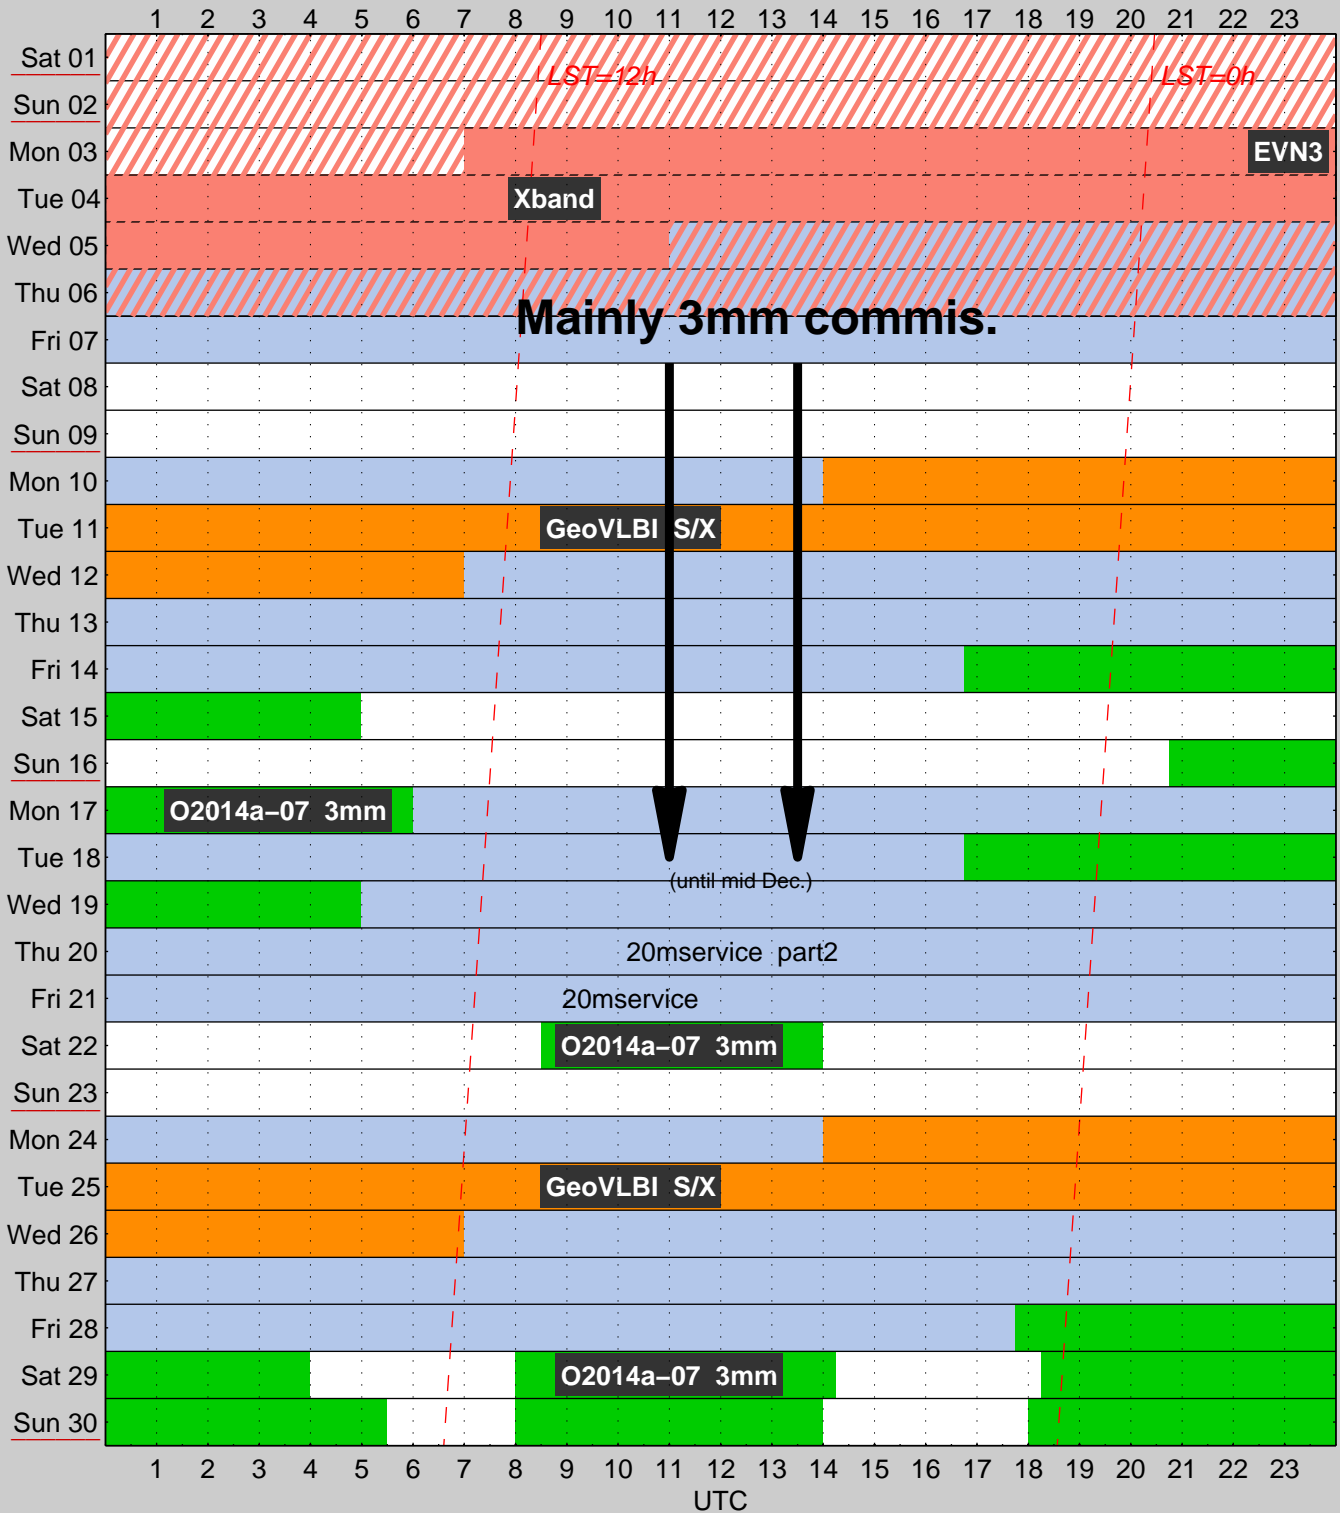 1 2 3 4 5 6 7 8 9 10 11 12 13 14 15 16 17 18 19 20 21 22 23
Sat 01
LST=12h LST=0h
Sun 02
Mon 03 EVN3
Tue 04 Xband
Wed 05
Thu 06
Mainly 3mm commis.
Fri 07
Sat 08
Sun 09
Mon 10
Tue 11 GeoVLBI S/X
Wed 12
Thu 13
Fri 14
Sat 15
Sun 16
Mon 17 O2014a-07 3mm
Tue 18
(until mid Dec.)
Wed 19
Thu 20 20mservice part2
Fri 21 20mservice
Sat 22 O2014a-07 3mm
Sun 23
Mon 24
Tue 25 GeoVLBI S/X
Wed 26
Thu 27
Fri 28
Sat 29 O2014a-07 3mm
Sun 30
1 2 3 4 5 6 7 8 9 10 11 12 13 14 15 16 17 18 19 20 21 22 23
UTC